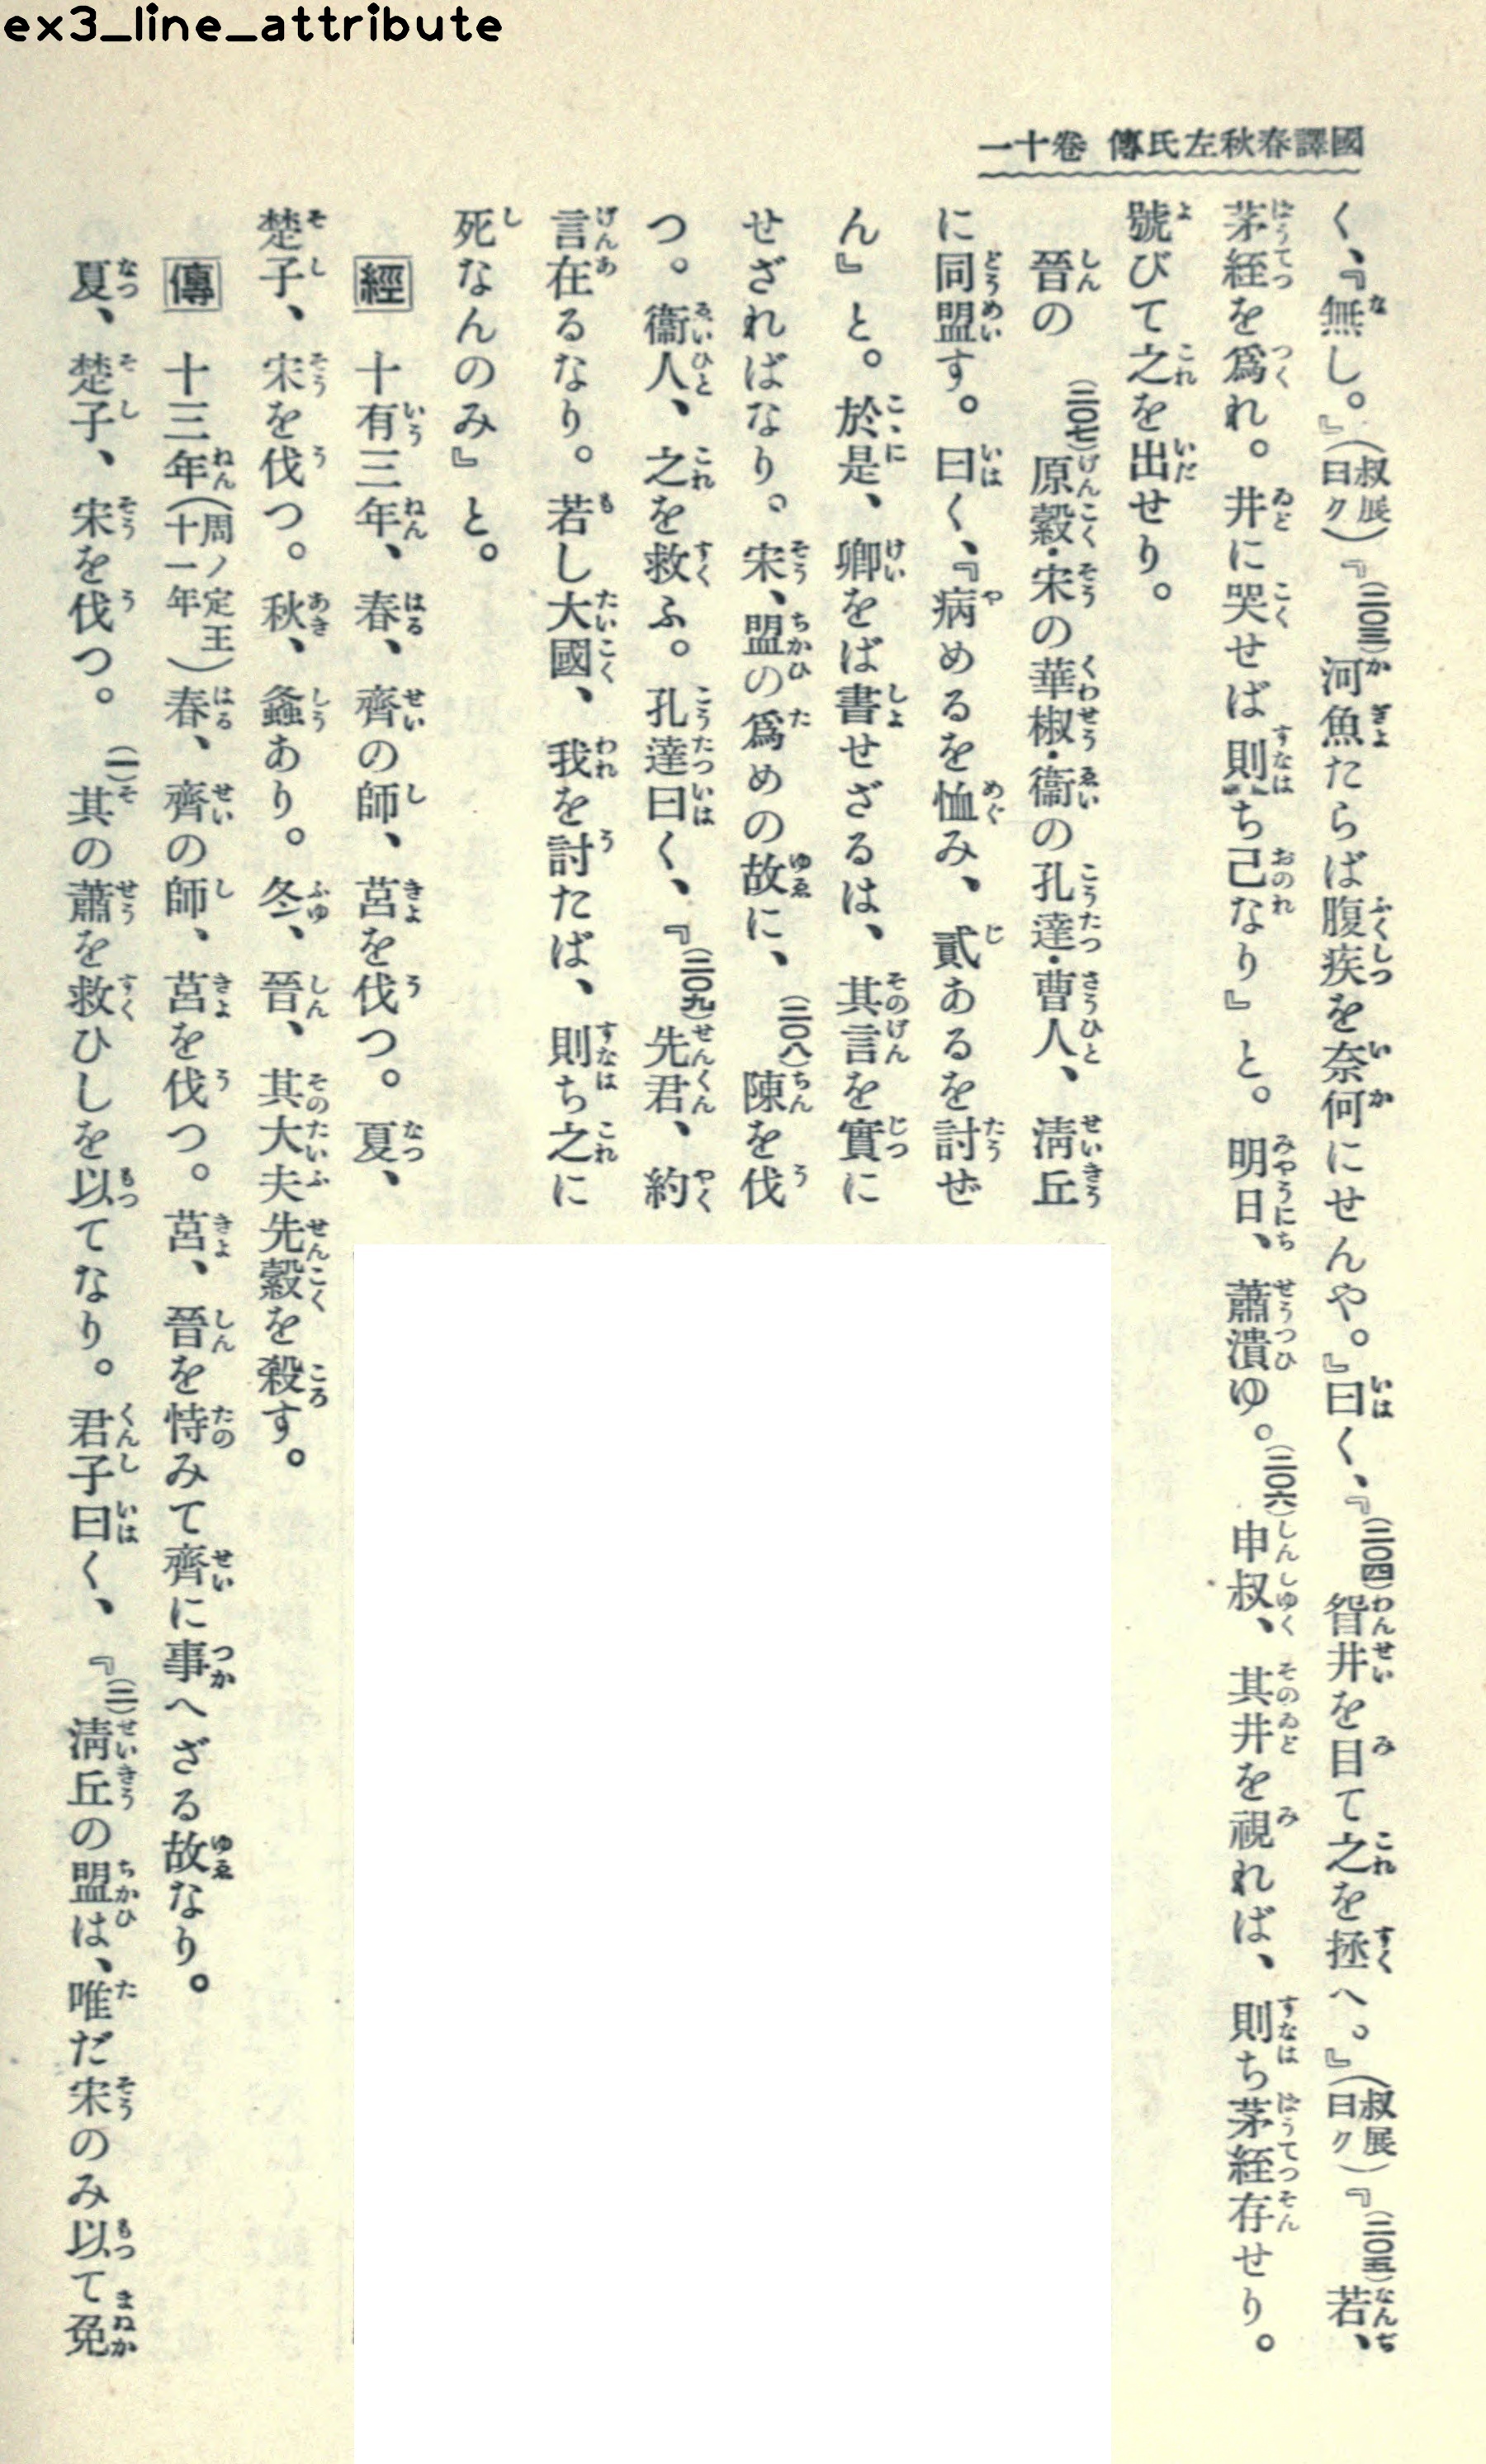 ex3_line_attribute
國譯春秋左氏傳 卷十一
く、『無し。』(叔展曰ク)『(二〇三)河魚たらば腹疾を奈何にせんや。』曰く、『(二〇四)眢井を目て之を拯へ。』(叔展曰ク)『(二〇五)若、
茅絰を爲れ。井に哭せば則ち己なり』と。明日、蕭潰ゆ。(二〇六)申叔、其井を視れば、則ち茅絰存せり。
號びて之を出せり。
晉の(二〇七)原縠・宋の華椒・衞の孔達・曹人、淸丘
に同盟す。曰く、『病めるを恤み、貳あるを討ぜ
ん』と。於是、卿をば書せざるは、其言を實に
せざればなり。宋、盟の爲めの故に、(二〇八)陳を伐
つ。衞人、之を救ふ。孔達曰く、『(二〇九)先君、約
言在るなり。若し大國、我を討たば、則ち之に
死なんのみ』と。
經 十有三年、春、齊の師、莒を伐つ。夏、
楚子、宋を伐つ。秋、螽あり。冬、晉、其大夫先縠を殺す。
傳 十三年(周ノ定王十一年)春、齊の師、莒を伐つ。莒、晉を恃みて齊に事へざる故なり。
夏、楚子、宋を伐つ。(一)其の蕭を救ひしを以てなり。君子曰く、『(二)淸丘の盟は、唯だ宋のみ以て免